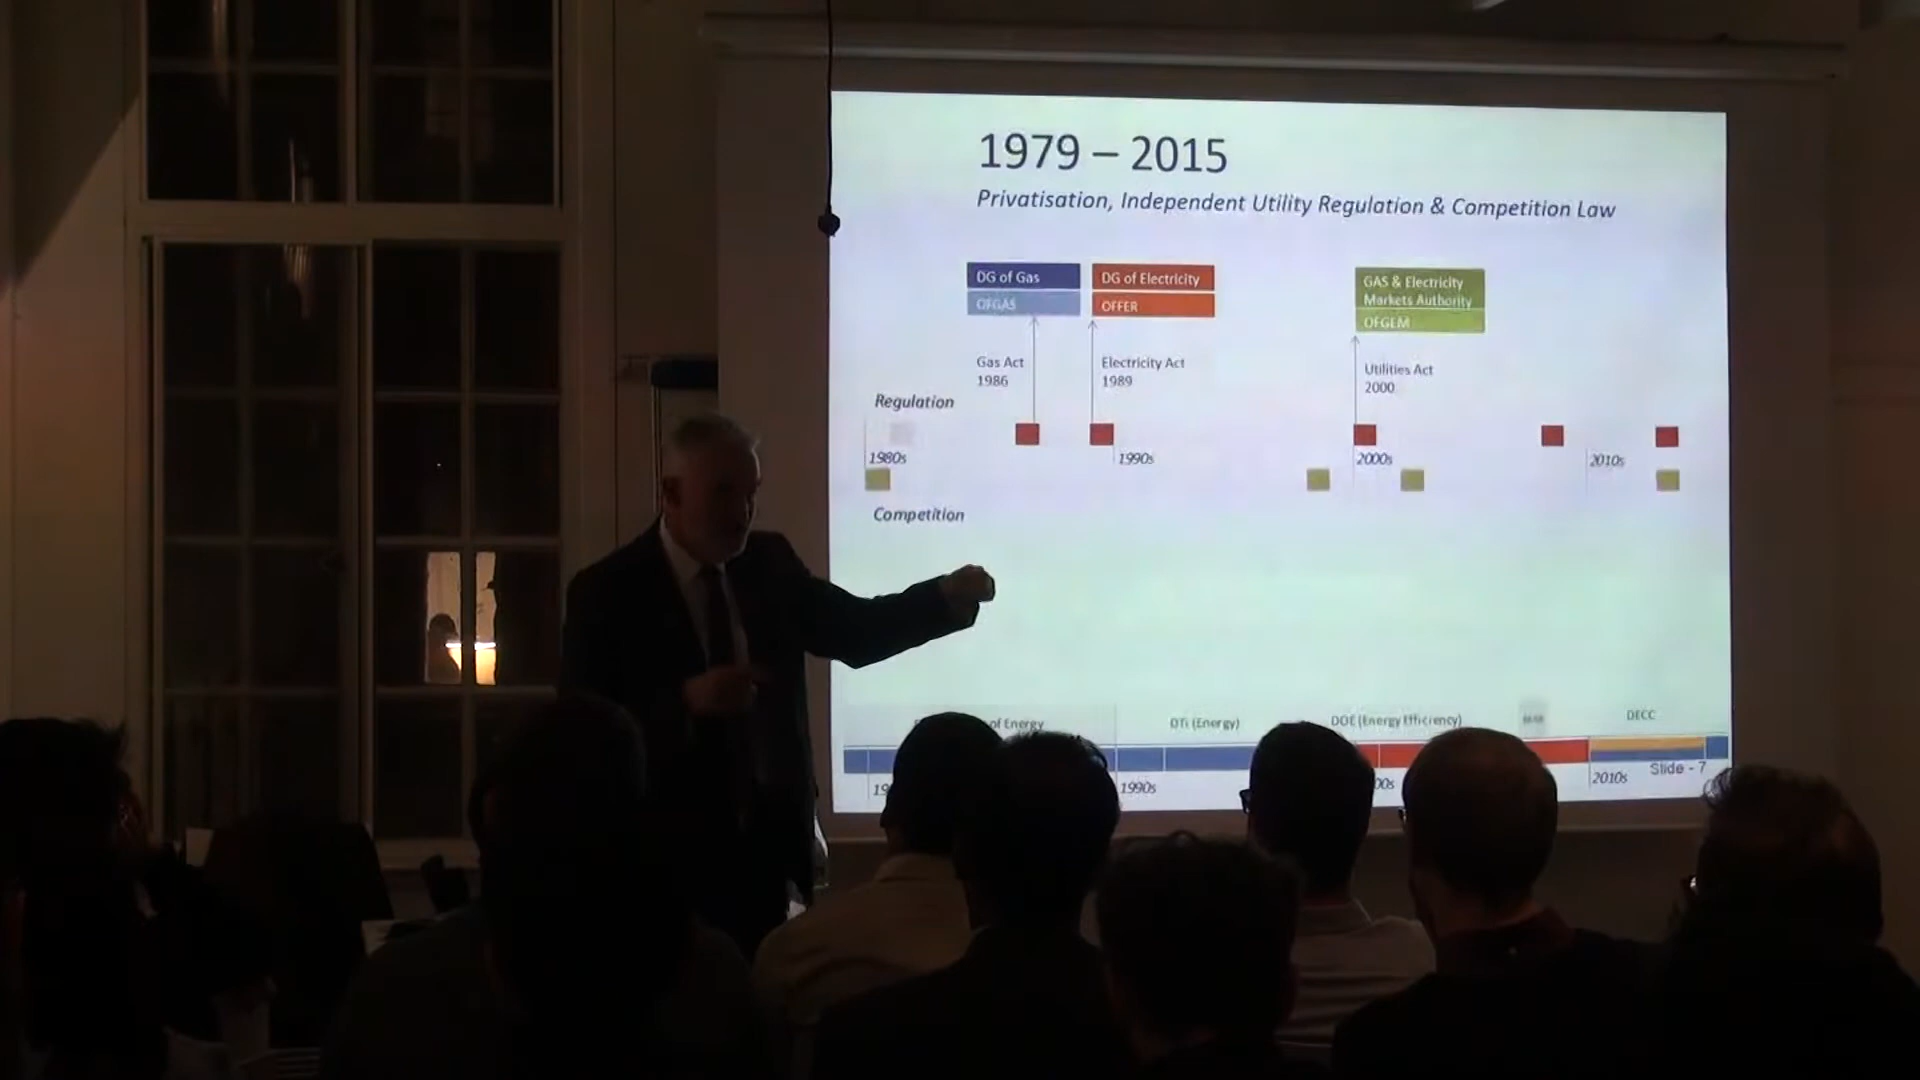 1979 – 2015
Privatisation, Independent Utility Regulation & Competition Law
DG of Gas
OFGAS
DG of Electricity
OFFER
GAS & Electricity
Markets Authority
OFGEM
Gas Act
1986
Electricity Act
1989
Utilities Act
2000
Regulation
1980s
1990s
2000s
2010s
Competition
of Energy
DTI (Energy)
DOE (Energy Efficiency)
DECC
1990s
2010s
Slide - 7